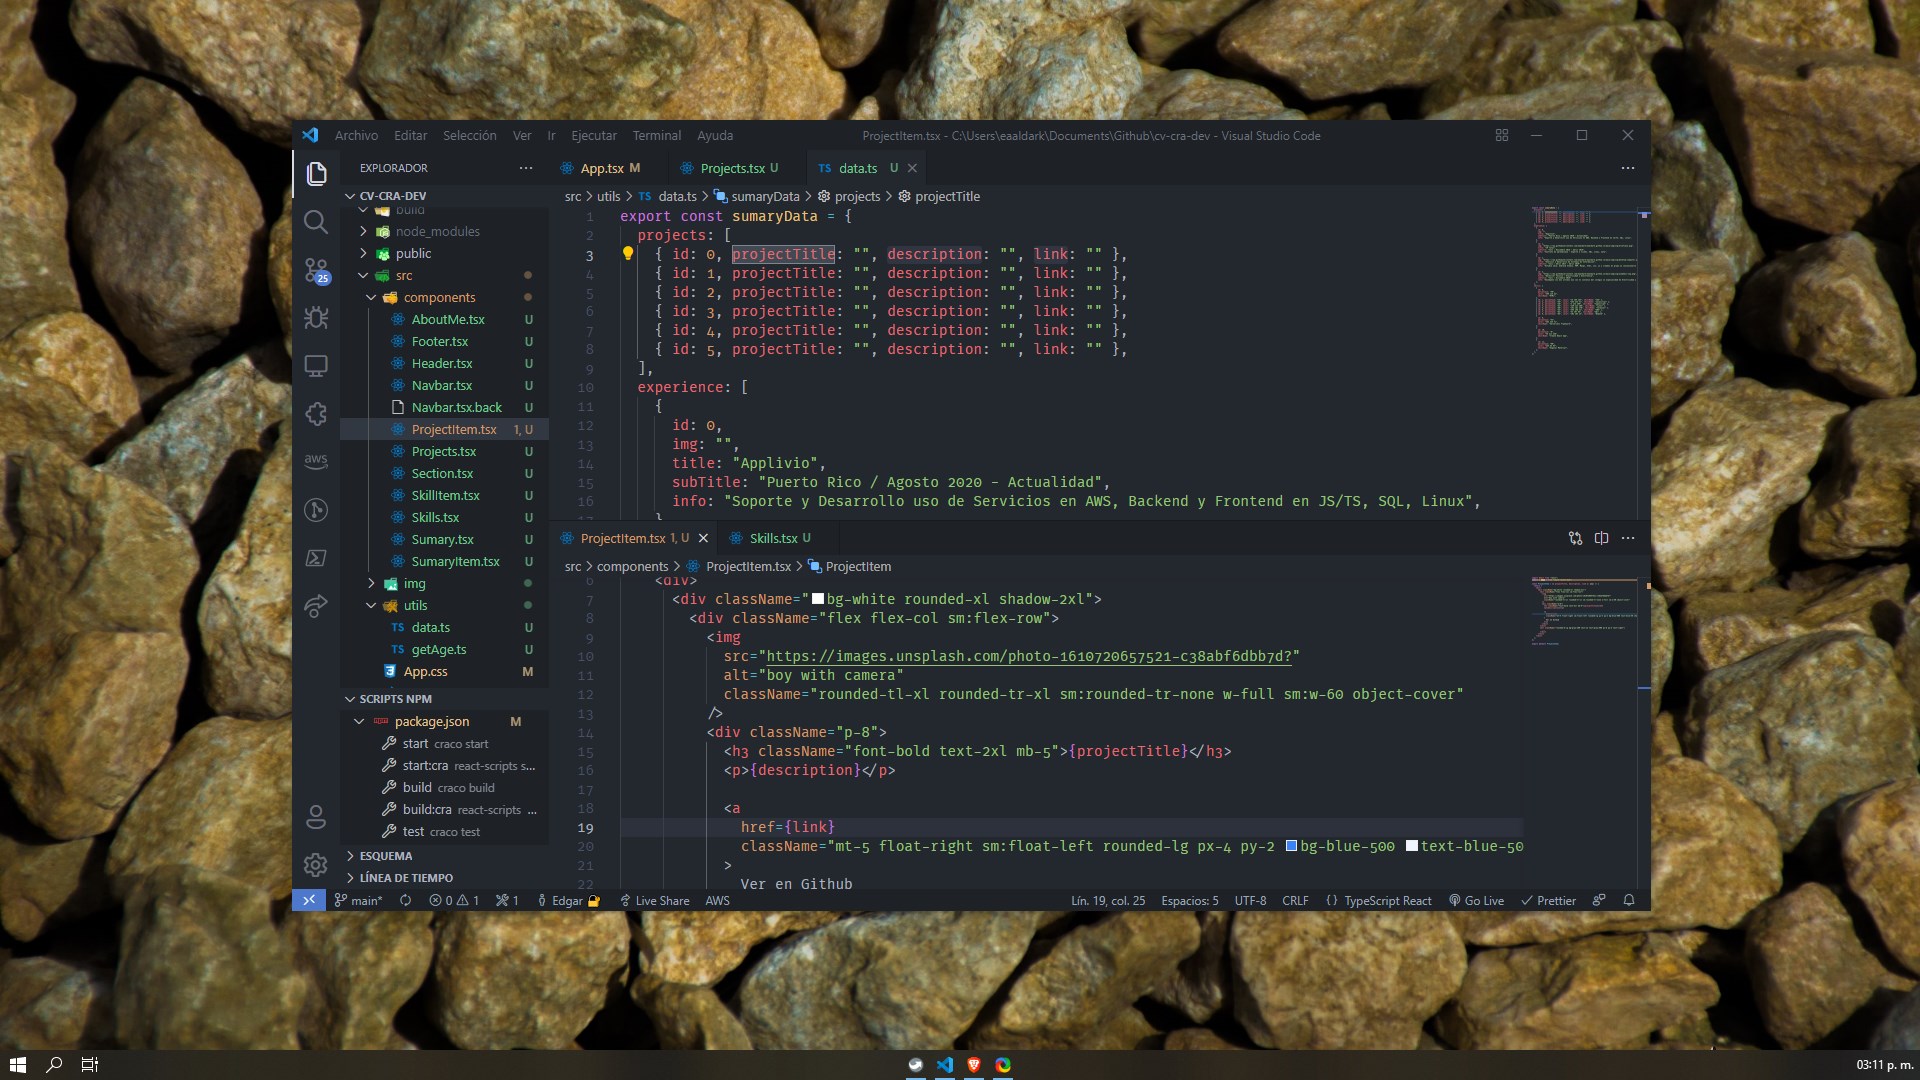 Archivo Editar Selección Ver Ir Ejecutar Terminal Ayuda
ProjectItem.tsx - C:\Users\eaaldark\Documents\Github\cv-cra-dev - Visual Studio Code
EXPLORADOR
CV-CRA-DEV
build
node_modules
public
src
components
AboutMe.tsx U
Footer.tsx U
Header.tsx U
Navbar.tsx U
Navbar.tsx.back U
ProjectItem.tsx 1, U
Projects.tsx U
Section.tsx U
SkillItem.tsx U
Skills.tsx U
Sumary.tsx U
SumaryItem.tsx U
img
utils
TS data.ts U
TS getAge.ts U
App.css M
SCRIPTS NPM
package.json M
start craco start
start:cra react-scripts s...
build craco build
build:cra react-scripts ...
test craco test
ESQUEMA
LÍNEA DE TIEMPO
25
aws
App.tsx M Projects.tsx U TS data.ts U
src > utils > TS data.ts > sumaryData > projects > projectTitle
1 export const sumaryData = {
2 projects: [
3 { id: 0, projectTitle: "", description: "", link: "" },
4 { id: 1, projectTitle: "", description: "", link: "" },
5 { id: 2, projectTitle: "", description: "", link: "" },
6 { id: 3, projectTitle: "", description: "", link: "" },
7 { id: 4, projectTitle: "", description: "", link: "" },
8 { id: 5, projectTitle: "", description: "", link: "" },
9 ],
10 experience: [
11 {
12 id: 0,
13 img: "",
14 title: "Applivio",
15 subTitle: "Puerto Rico / Agosto 2020 - Actualidad",
16 info: "Soporte y Desarrollo uso de Servicios en AWS, Backend y Frontend en JS/TS, SQL, Linux",
17 }
ProjectItem.tsx 1, U Skills.tsx U
src > components > ProjectItem.tsx > ProjectItem
6 <div>
7 <div className="bg-white rounded-xl shadow-2xl">
8 <div className="flex flex-col sm:flex-row">
9 <img
10 src="https://images.unsplash.com/photo-1610720657521-c38abf6dbb7d?"
11 alt="boy with camera"
12 className="rounded-tl-xl rounded-tr-xl sm:rounded-tr-none w-full sm:w-60 object-cover"
13 />
14 <div className="p-8">
15 <h3 className="font-bold text-2xl mb-5">{projectTitle}</h3>
16 <p>{description}</p>
17
18 <a
19 href={link}
20 className="mt-5 float-right sm:float-left rounded-lg px-4 py-2 bg-blue-500 text-blue-50
21 >
22 Ver en Github
main* 0 1 1 Edgar Live Share AWS
Lín. 19, col. 25 Espacios: 5 UTF-8 CRLF {} TypeScript React Go Live Prettier
03:11 p. m.